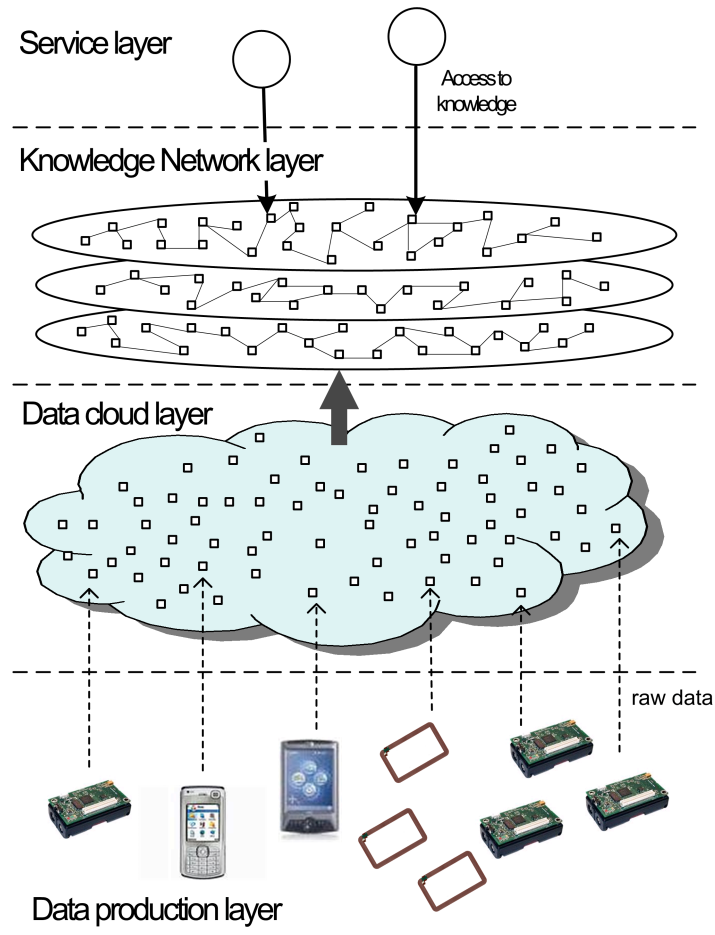 Service layer
Access to
knowledge
Knowledge Network layer
Data cloud layer
raw data
Data production layer